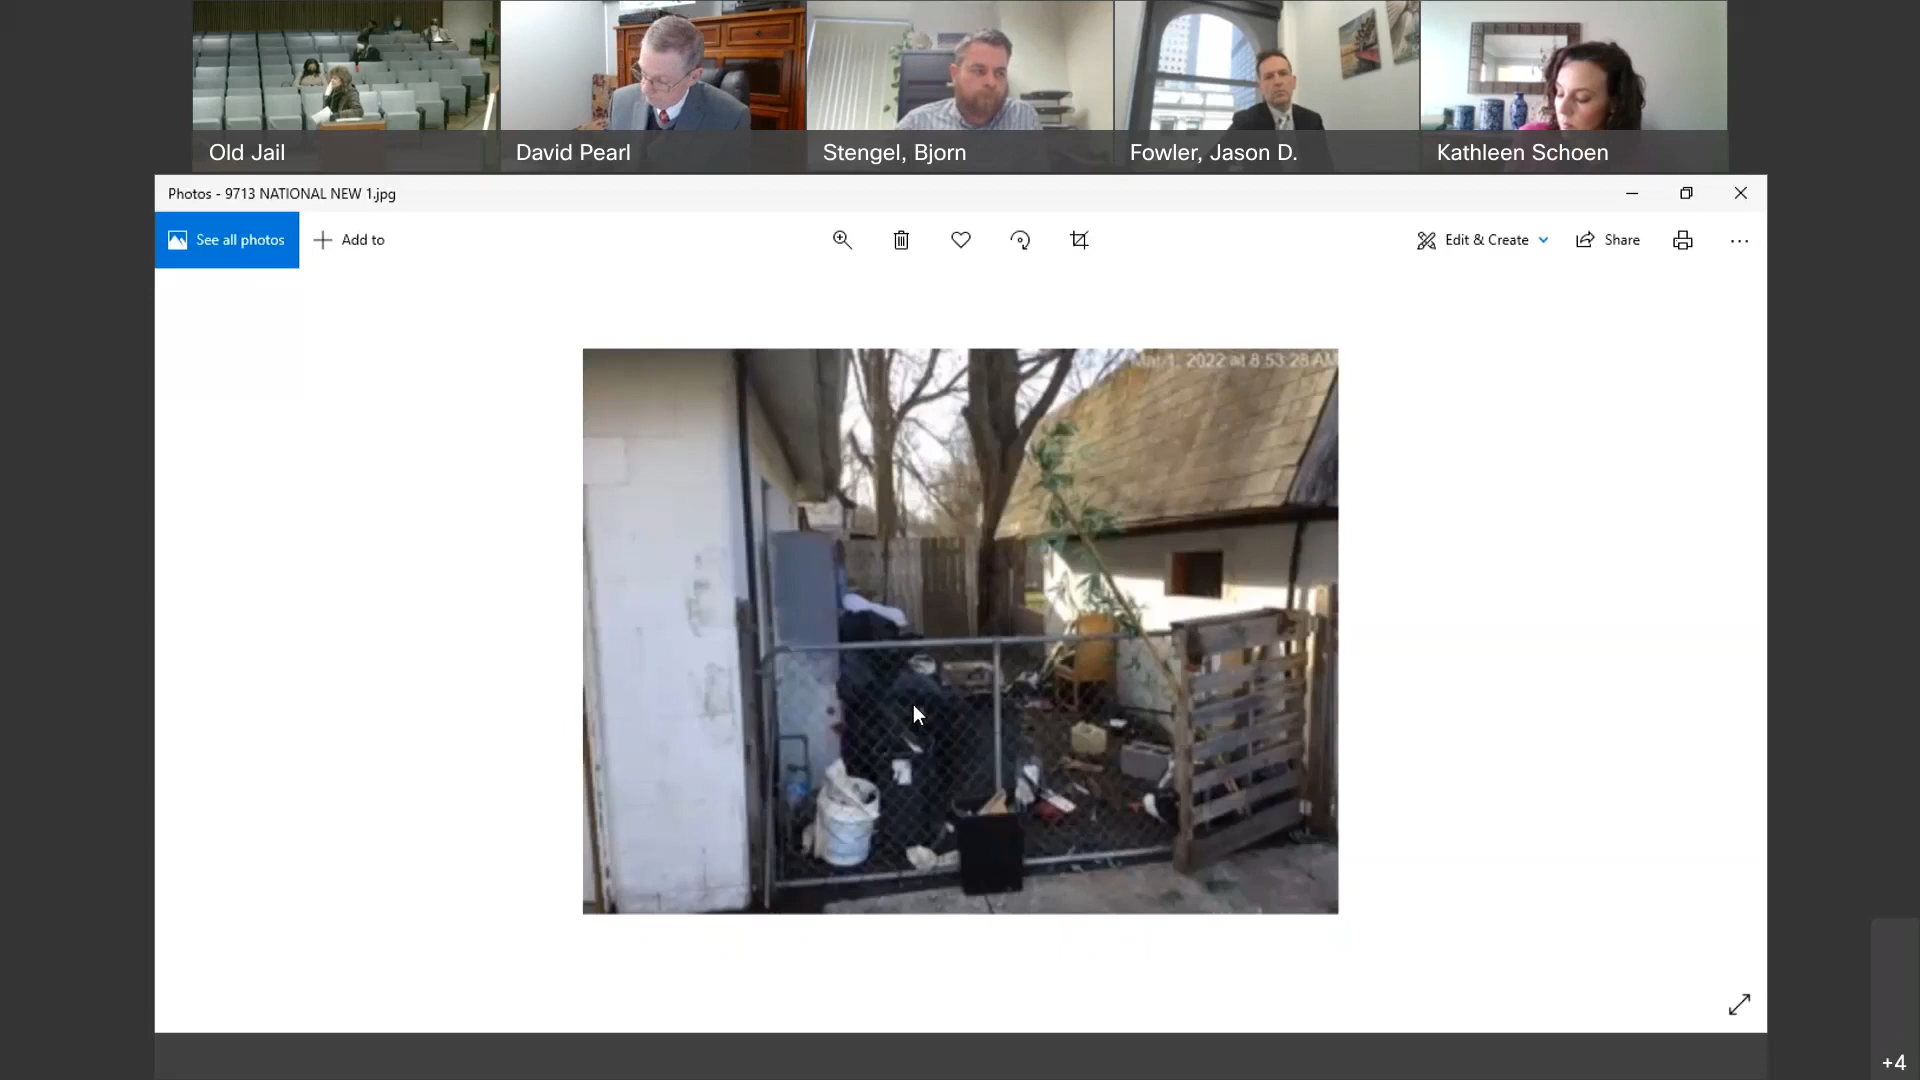 Old Jail
David Pearl
Stengel, Bjorn
Fowler, Jason D.
Kathleen Schoen
Photos - 9713 NATIONAL NEW 1.jpg
See all photos
Add to
Edit & Create
Share
Mar 1, 2022 at 8:53:28 AM
+4